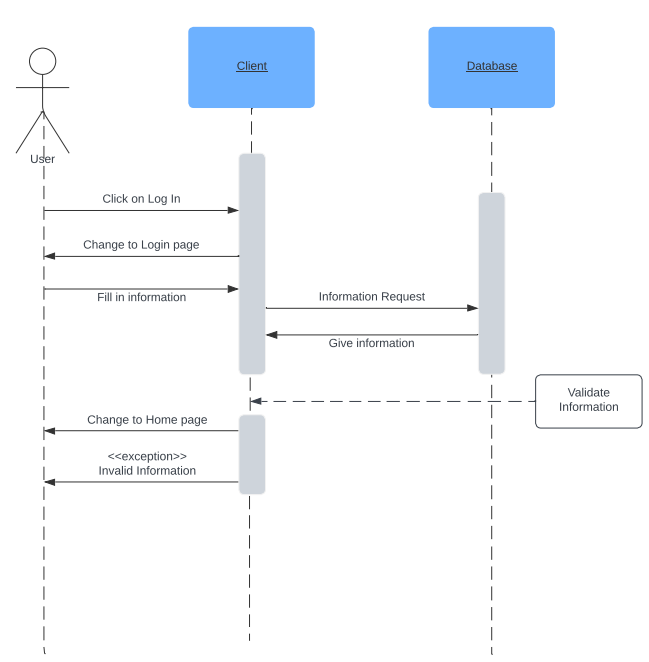 Client
Database
User
Click on Log In
Change to Login page
Fill in information
Information Request
Give information
Validate
Information
Change to Home page
<<exception>>
Invalid Information